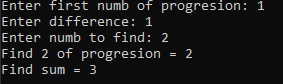 Enter first numb of progresion: 1
Enter difference: 1
Enter numb to find: 2
Find 2 of progresion = 2
Find sum = 3